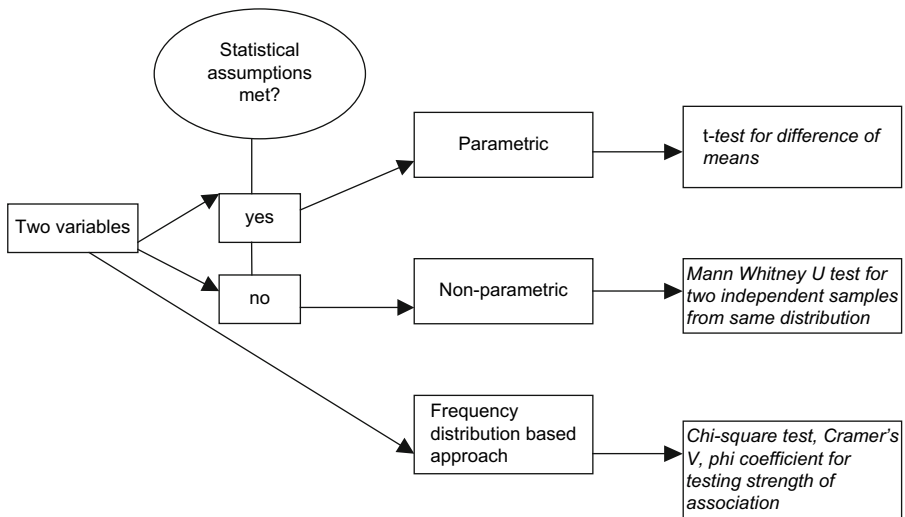 Statistical
assumptions
met?
Parametric
t-test for difference of
means
Two variables
yes
no
Non-parametric
Mann Whitney U test for
two independent samples
from same distribution
Frequency
distribution based
approach
Chi-square test, Cramer's
V, phi coefficient for
testing strength of
association